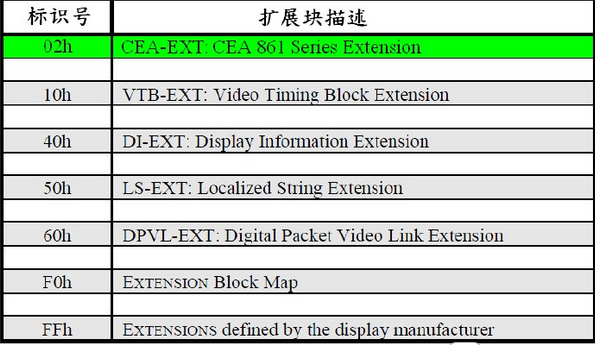 标识号 扩展块描述
02h CEA-EXT: CEA 861 Series Extension
10h VTB-EXT: Video Timing Block Extension
40h DI-EXT: Display Information Extension
50h LS-EXT: Localized String Extension
60h DPVL-EXT: Digital Packet Video Link Extension
F0h EXTENSION Block Map
FFh EXTENSIONS defined by the display manufacturer